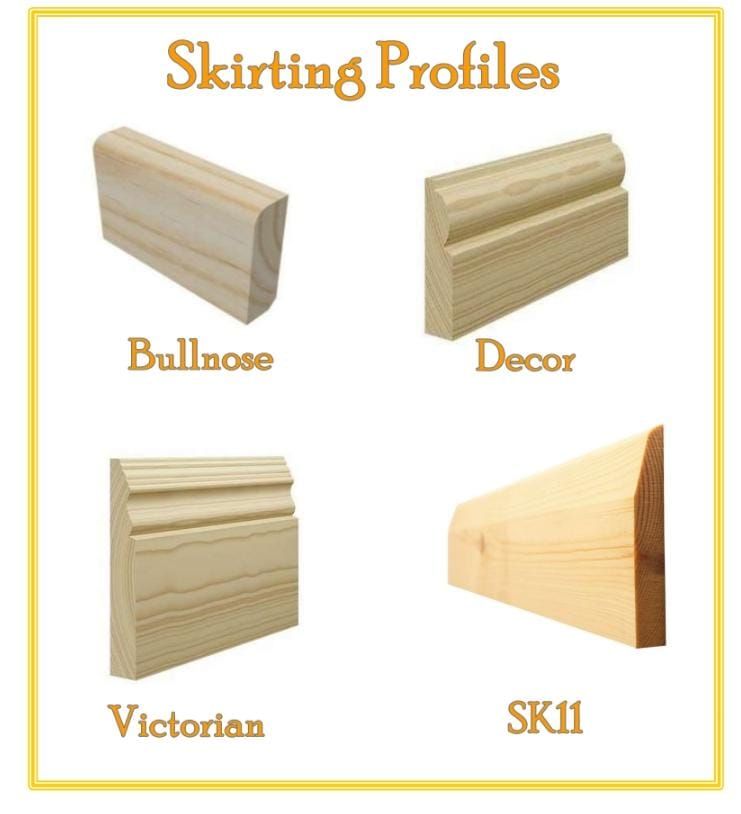 Skirting Profiles
Bullnose
Decor
Victorian
SK11